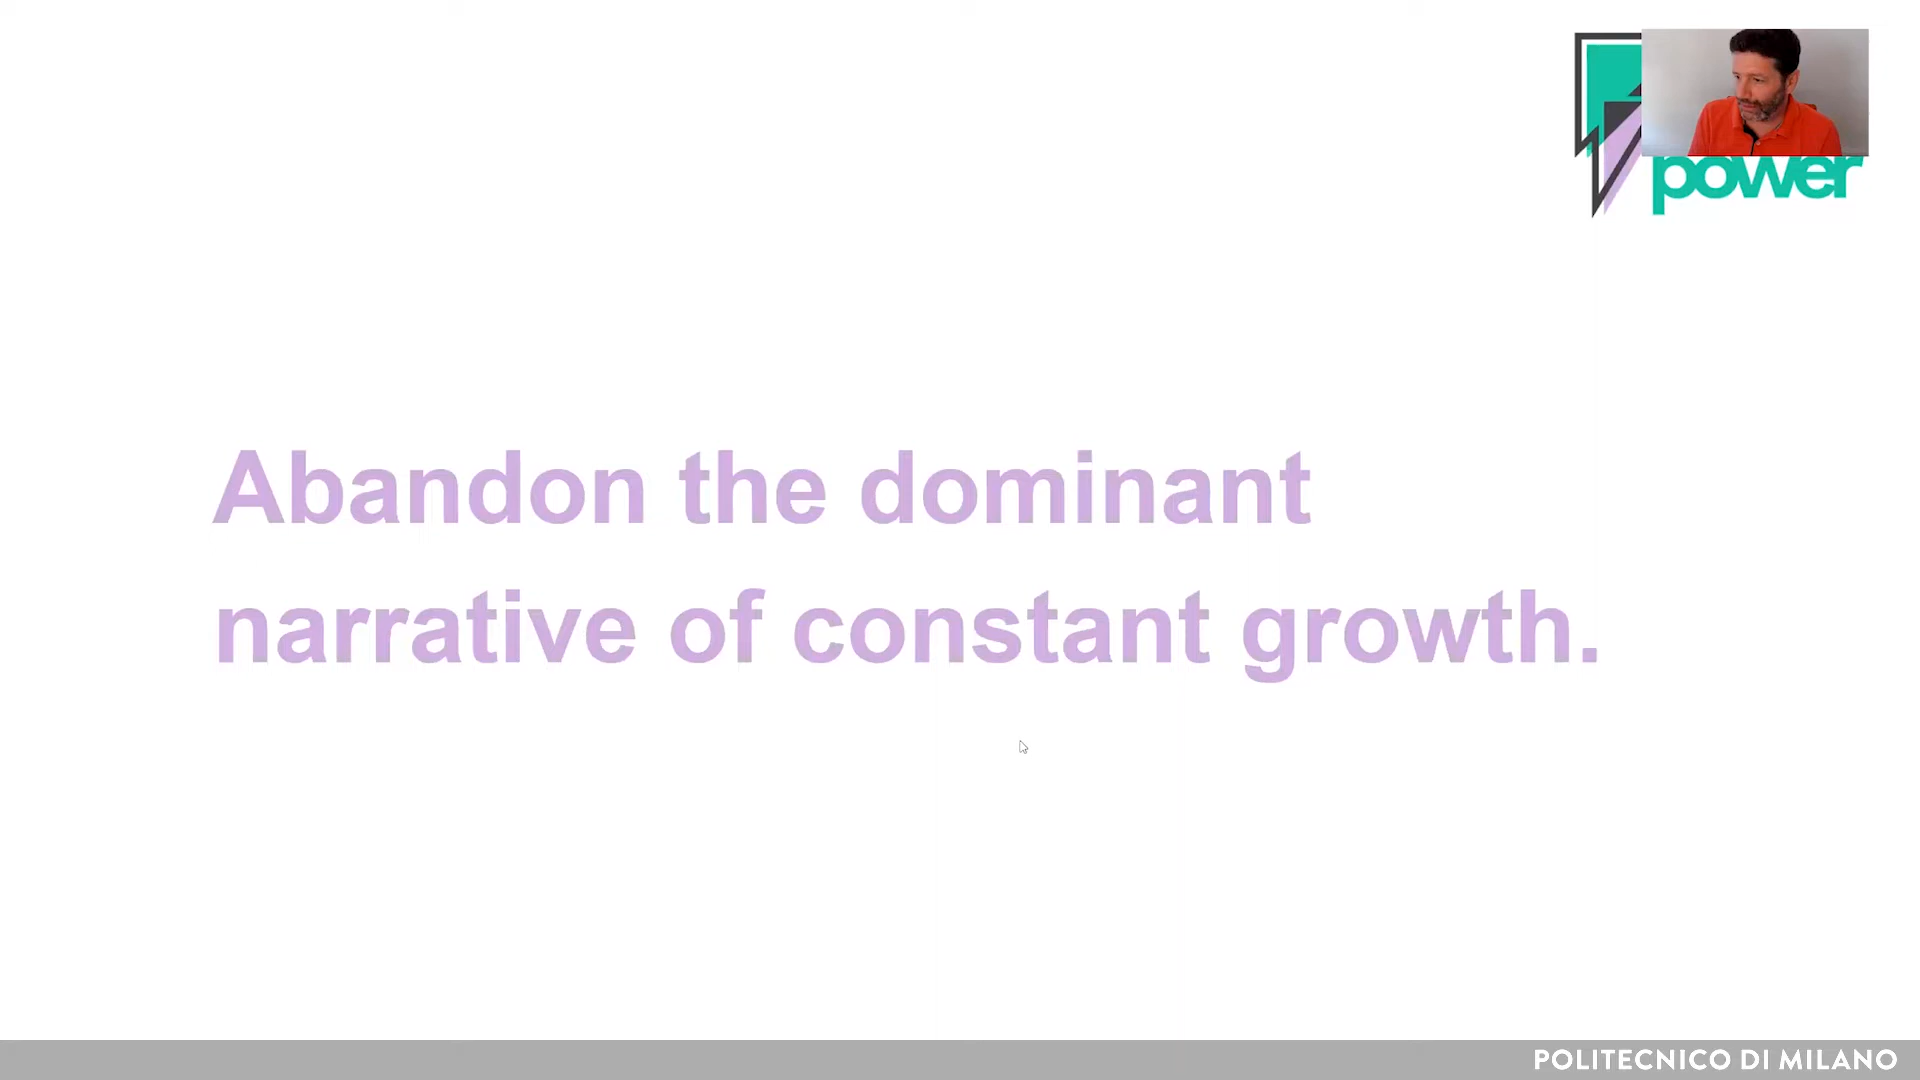 power
Abandon the dominant
narrative of constant growth.
POLITECNICO DI MILANO